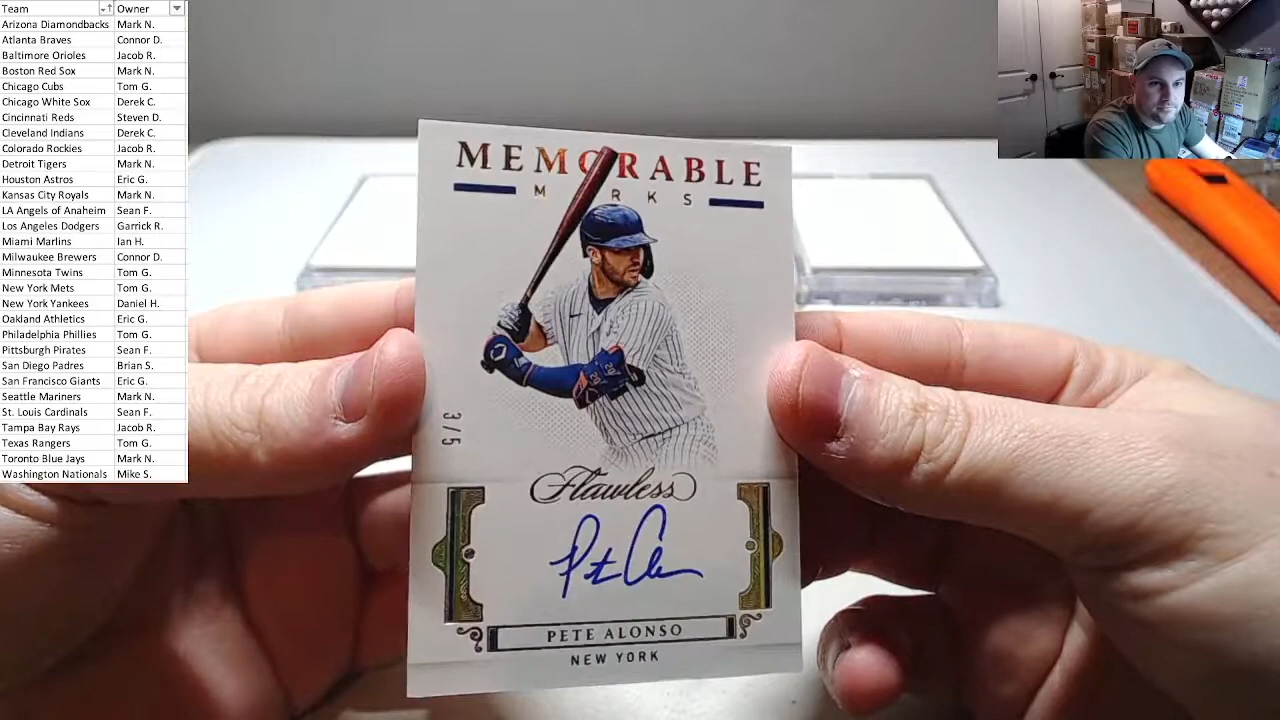 Team Owner
Arizona Diamondbacks Mark N.
Atlanta Braves Connor D.
Baltimore Orioles Jacob R.
Boston Red Sox Mark N.
Chicago Cubs Tom G.
Chicago White Sox Derek C.
Cincinnati Reds Steven D.
Cleveland Indians Derek C.
Colorado Rockies Jacob R.
Detroit Tigers Mark N.
Houston Astros Eric G.
Kansas City Royals Mark N.
LA Angels of Anaheim Sean F.
Los Angeles Dodgers Garrick R.
Miami Marlins Ian H.
Milwaukee Brewers Connor D.
Minnesota Twins Tom G.
New York Mets Tom G.
New York Yankees Daniel H.
Oakland Athletics Eric G.
Philadelphia Phillies Tom G.
Pittsburgh Pirates Sean F.
San Diego Padres Brian S.
San Francisco Giants Eric G.
Seattle Mariners Mark N.
St. Louis Cardinals Sean F.
Tampa Bay Rays Jacob R.
Texas Rangers Tom G.
Toronto Blue Jays Mark N.
Washington Nationals Mike S.
MEMORABLE
M RKS
3/5
Flawless
PETE ALONSO
NEW YORK